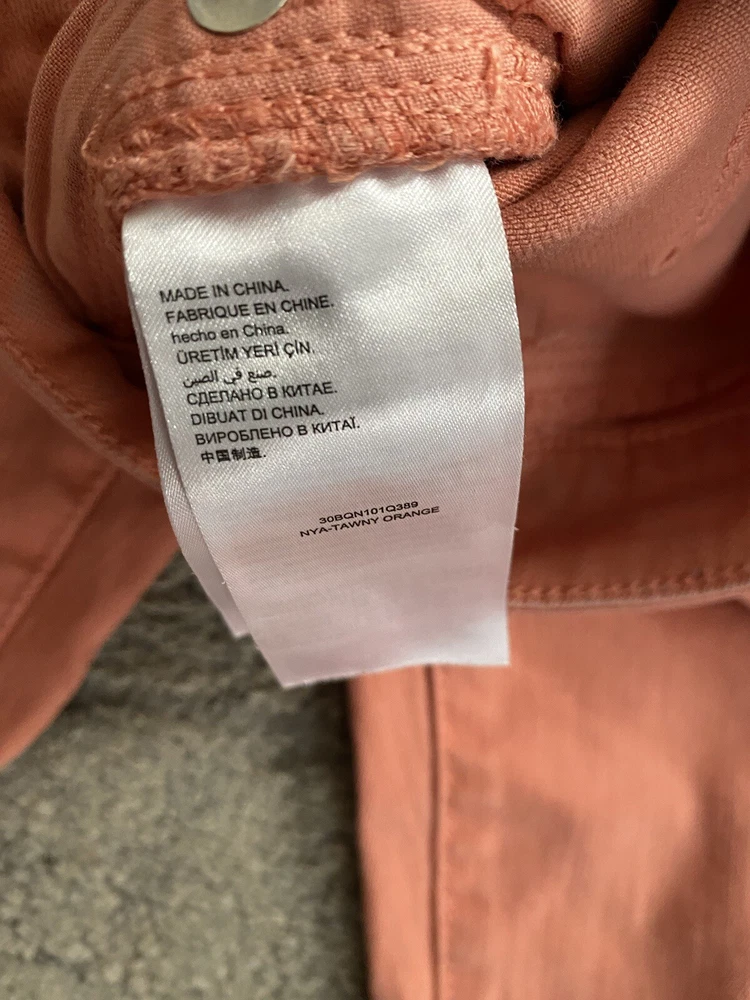 MADE IN CHINA.
FABRIQUE EN CHINE.
hecho en China.
ÜRETİM YERİ ÇİN.
صنع في الصين.
СДЕЛАНО В КИТАЕ.
DIBUAT DI CHINA.
ВИРОБЛЕНО В КИТАЇ.
中国制造.
30BQN101Q389
NYA-TAWNY ORANGE